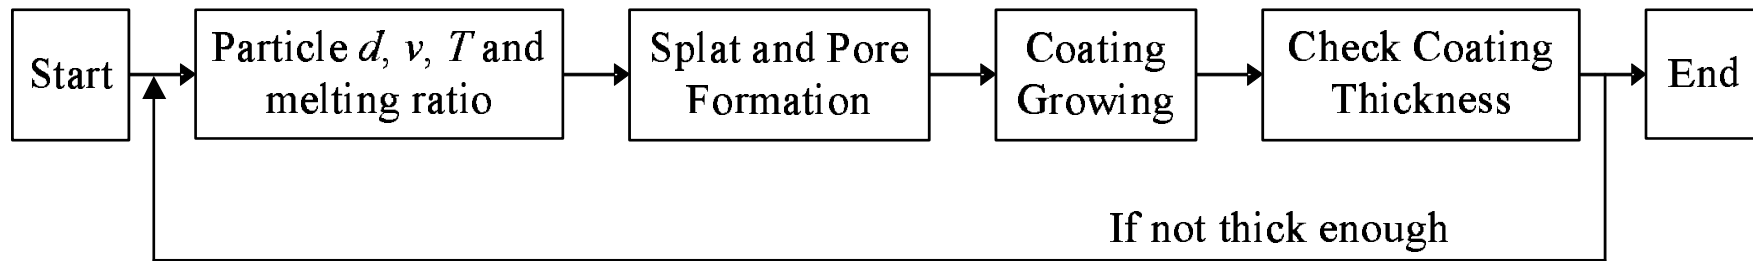 Start
Particle d, v, T and
melting ratio
Splat and Pore
Formation
Coating
Growing
Check Coating
Thickness
End
If not thick enough